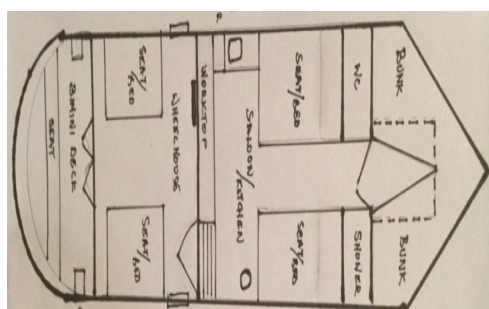 SEAT
BIMINI DECK
SEAT/BED
SEAT/BED
WHEELHOUSE
WORKTOP
SALOON/KITCHEN
SEAT/BED
SEAT/BED
WC
SHOWER
BUNK
BUNK